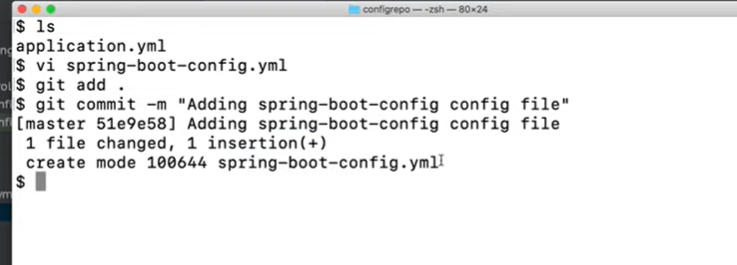 configrepo — -zsh — 80×24
$ ls
application.yml
$ vi spring-boot-config.yml
$ git add .
$ git commit -m "Adding spring-boot-config config file"
[master 51e9e58] Adding spring-boot-config config file
 1 file changed, 1 insertion(+)
 create mode 100644 spring-boot-config.yml
$